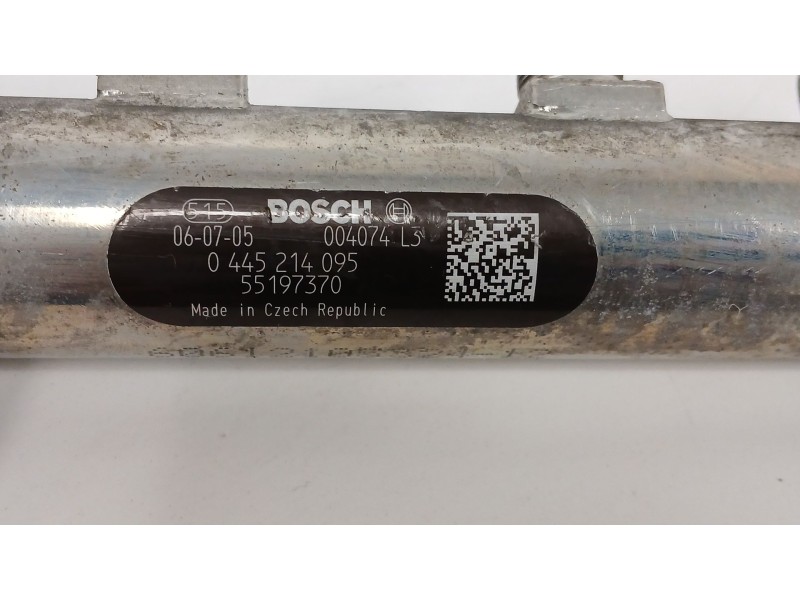 515 BOSCH
06-07-05 004074 L3
0 445 214 095
55197370
Made in Czech Republic